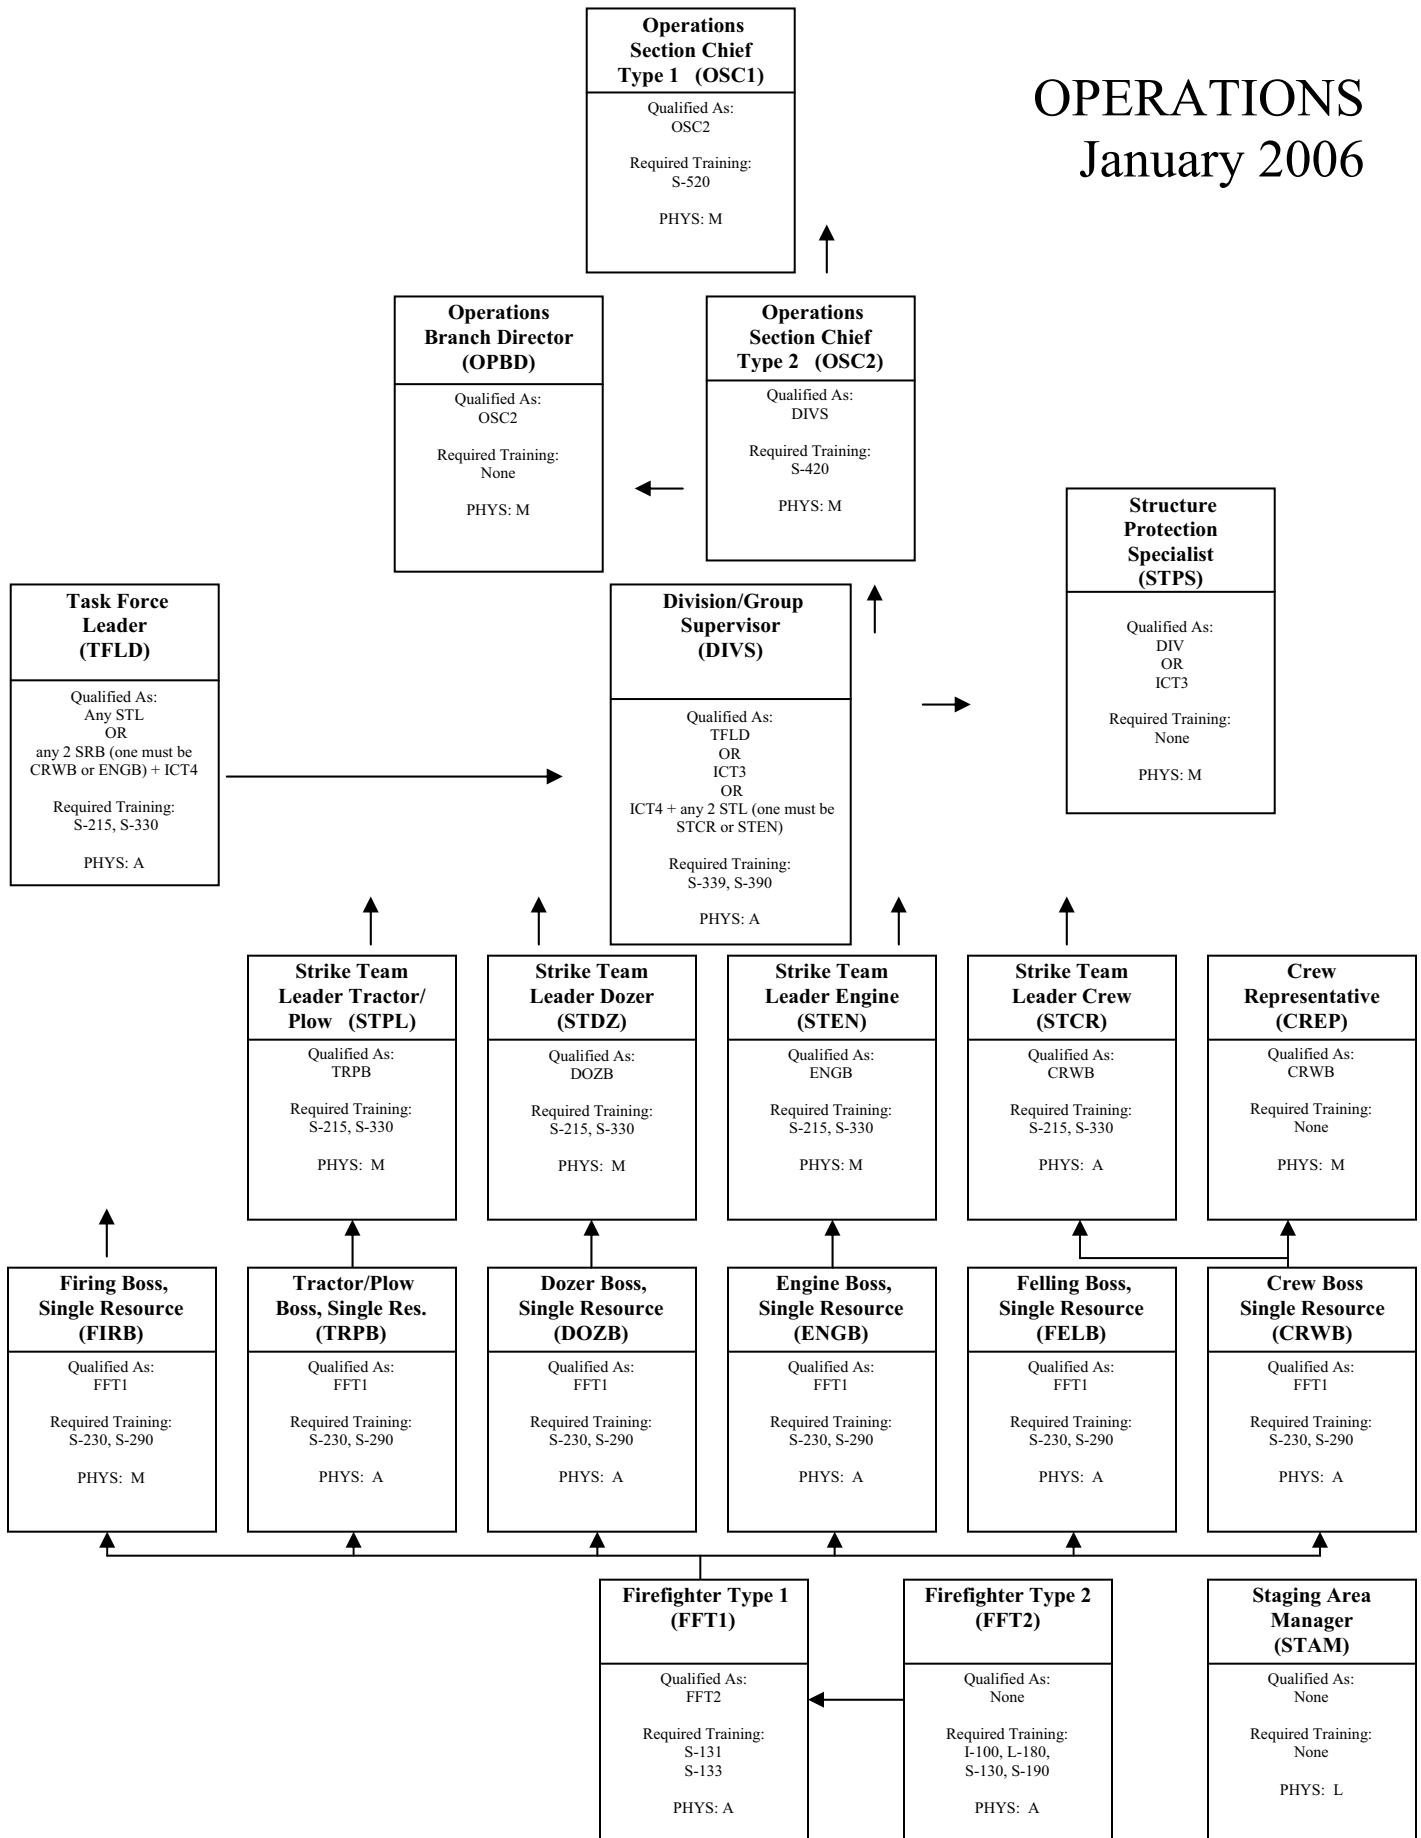 Operations
Section Chief
Type 1 (OSC1)
Qualified As:
OSC2
Required Training:
S-520
PHYS: M
OPERATIONS
January 2006
Operations
Branch Director
(OPBD)
Qualified As:
OSC2
Required Training:
None
PHYS: M
Operations
Section Chief
Type 2 (OSC2)
Qualified As:
DIVS
Required Training:
S-420
PHYS: M
Structure
Protection
Specialist
(STPS)
Qualified As:
DIV
OR
ICT3
Required Training:
None
PHYS: M
Task Force
Leader
(TFLD)
Qualified As:
Any STL
OR
any 2 SRB (one must be
CRWB or ENGB) + ICT4
Required Training:
S-215, S-330
PHYS: A
Division/Group
Supervisor
(DIVS)
Qualified As:
TFLD
OR
ICT3
OR
ICT4 + any 2 STL (one must be
STCR or STEN)
Required Training:
S-339, S-390
PHYS: A
Strike Team
Leader Tractor/
Plow (STPL)
Qualified As:
TRPB
Required Training:
S-215, S-330
PHYS: M
Strike Team
Leader Dozer
(STDZ)
Qualified As:
DOZB
Required Training:
S-215, S-330
PHYS: M
Strike Team
Leader Engine
(STEN)
Qualified As:
ENGB
Required Training:
S-215, S-330
PHYS: M
Strike Team
Leader Crew
(STCR)
Qualified As:
CRWB
Required Training:
S-215, S-330
PHYS: A
Crew
Representative
(CREP)
Qualified As:
CRWB
Required Training:
None
PHYS: M
Firing Boss,
Single Resource
(FIRB)
Qualified As:
FFT1
Required Training:
S-230, S-290
PHYS: M
Tractor/Plow
Boss, Single Res.
(TRPB)
Qualified As:
FFT1
Required Training:
S-230, S-290
PHYS: A
Dozer Boss,
Single Resource
(DOZB)
Qualified As:
FFT1
Required Training:
S-230, S-290
PHYS: A
Engine Boss,
Single Resource
(ENGB)
Qualified As:
FFT1
Required Training:
S-230, S-290
PHYS: A
Felling Boss,
Single Resource
(FELB)
Qualified As:
FFT1
Required Training:
S-230, S-290
PHYS: A
Crew Boss
Single Resource
(CRWB)
Qualified As:
FFT1
Required Training:
S-230, S-290
PHYS: A
Firefighter Type 1
(FFT1)
Qualified As:
FFT2
Required Training:
S-131
S-133
PHYS: A
Firefighter Type 2
(FFT2)
Qualified As:
None
Required Training:
I-100, L-180,
S-130, S-190
PHYS: A
Staging Area
Manager
(STAM)
Qualified As:
None
Required Training:
None
PHYS: L